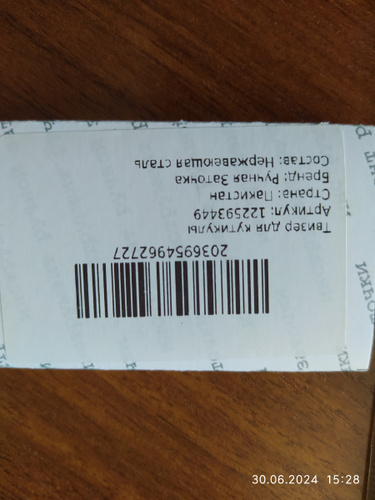 2036954962727
Твизер для кутикулы
Артикул: 122593449
Страна: Пакистан
Бренд: Ручная Заточка
Состав: Нержавеющая сталь
30.06.2024 15:28